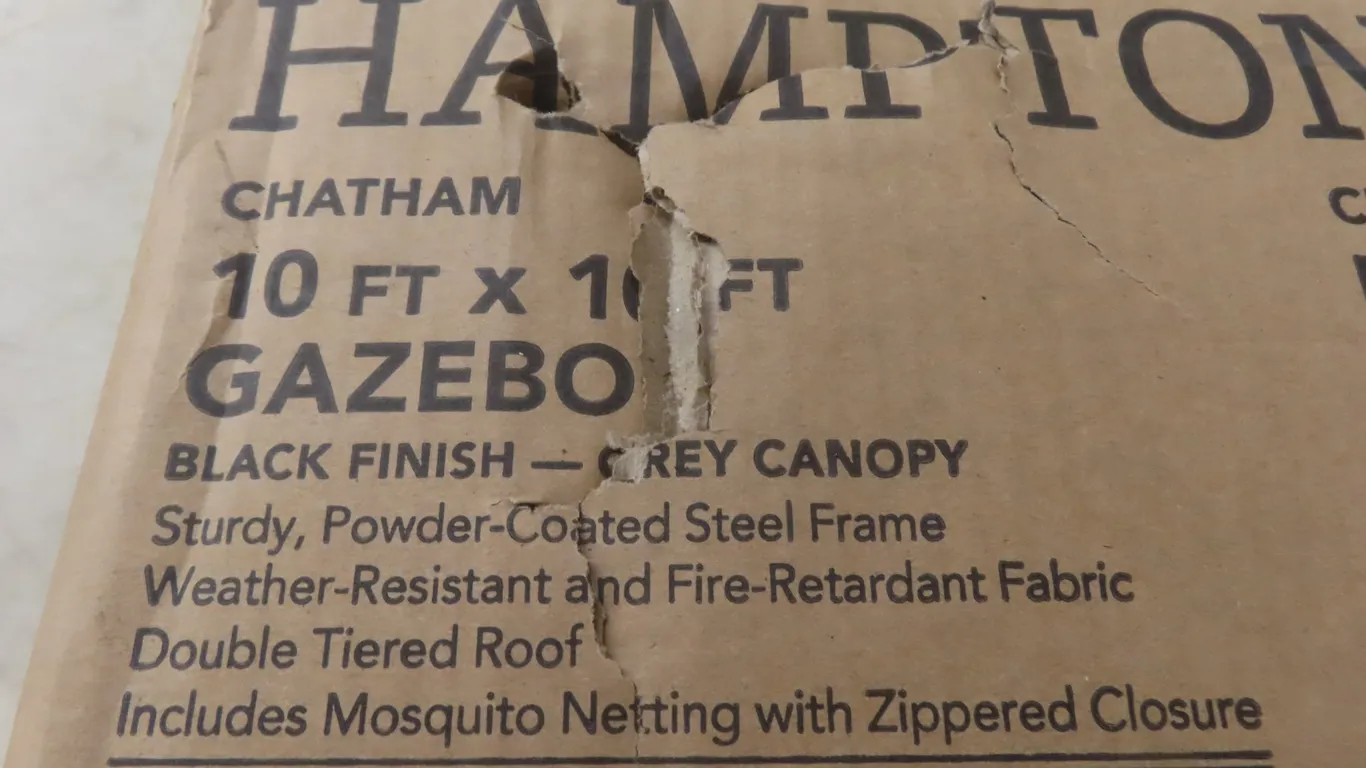 HAMPTON
CHATHAM
10 FT X 10 FT
GAZEBO
BLACK FINISH — GREY CANOPY
Sturdy, Powder-Coated Steel Frame
Weather-Resistant and Fire-Retardant Fabric
Double Tiered Roof
Includes Mosquito Netting with Zippered Closure